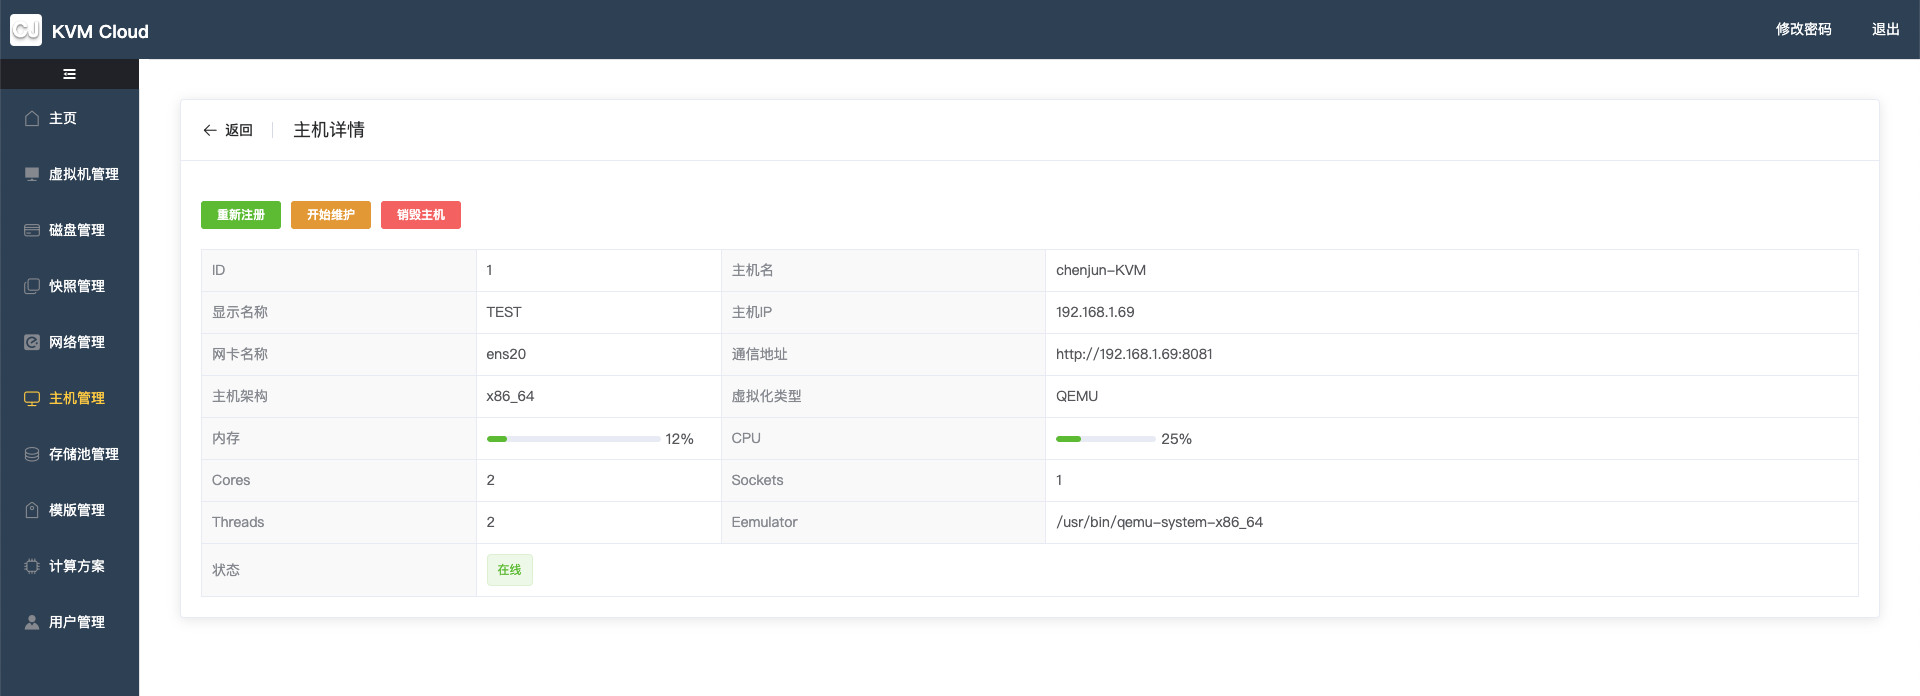 CJ KVM Cloud
修改密码 退出
主页
虚拟机管理
磁盘管理
快照管理
网络管理
主机管理
存储池管理
模版管理
计算方案
用户管理
返回 主机详情
重新注册 开始维护 销毁主机
ID 1 主机名 chenjun-KVM
显示名称 TEST 主机IP 192.168.1.69
网卡名称 ens20 通信地址 http://192.168.1.69:8081
主机架构 x86_64 虚拟化类型 QEMU
内存 12% CPU 25%
Cores 2 Sockets 1
Threads 2 Eemulator /usr/bin/qemu-system-x86_64
状态 在线